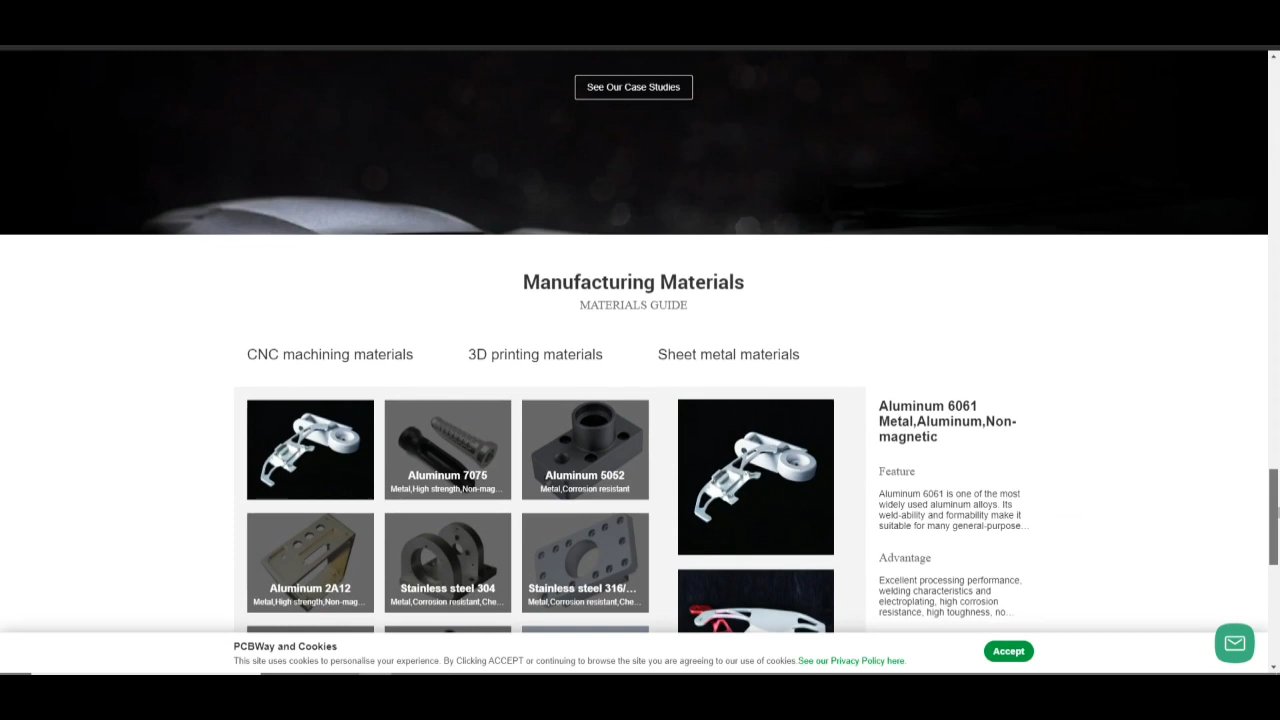 See Our Case Studies
Manufacturing Materials
MATERIALS GUIDE
CNC machining materials
3D printing materials
Sheet metal materials
Aluminum 7075
Metal,High strength,Non-mag...
Aluminum 5052
Metal,Corrosion resistant
Aluminum 2A12
Metal,High strength,Non-mag...
Stainless steel 304
Metal,Corrosion resistant,Che...
Stainless steel 316/...
Metal,Corrosion resistant,Che...
Aluminum 6061
Metal,Aluminum,Non-
magnetic
Feature
Aluminum 6061 is one of the most
widely used aluminum alloys. Its
weld-ability and formability make it
suitable for many general-purpose...
Advantage
Excellent processing performance,
welding characteristics and
electroplating, high corrosion
resistance, high toughness, no...
PCBWay and Cookies
This site uses cookies to personalise your experience. By Clicking ACCEPT or continuing to browse the site you are agreeing to our use of cookies.See our Privacy Policy here.
Accept